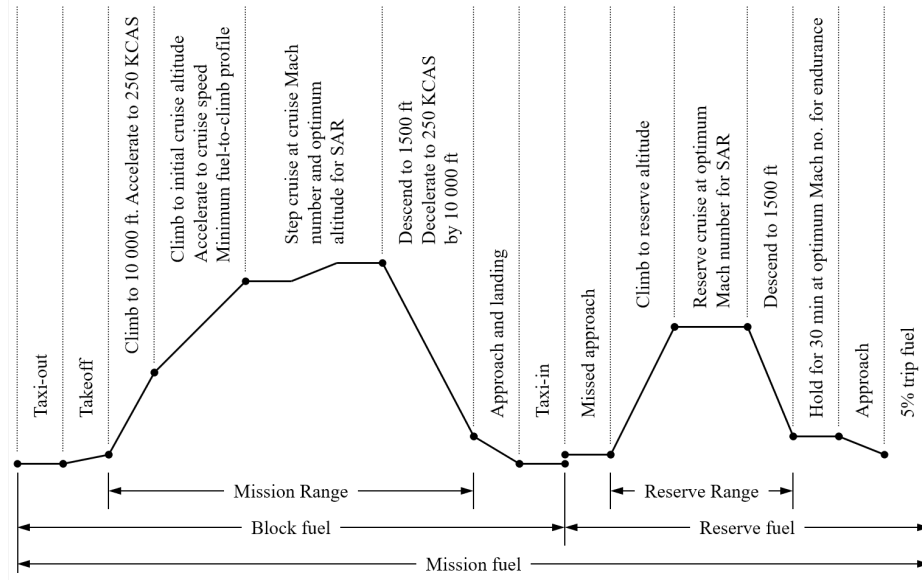 Taxi-out
Takeoff
Climb to 10 000 ft. Accelerate to 250 KCAS
Climb to initial cruise altitude
Accelerate to cruise speed
Minimum fuel-to-climb profile
Step cruise at cruise Mach
number and optimum
altitude for SAR
Descend to 1500 ft
Decelerate to 250 KCAS
by 10 000 ft
Approach and landing
Taxi-in
Missed approach
Climb to reserve altitude
Reserve cruise at optimum
Mach number for SAR
Descend to 1500 ft
Hold for 30 min at optimum Mach no. for endurance
Approach
5% trip fuel
Mission Range
Reserve Range
Block fuel
Reserve fuel
Mission fuel